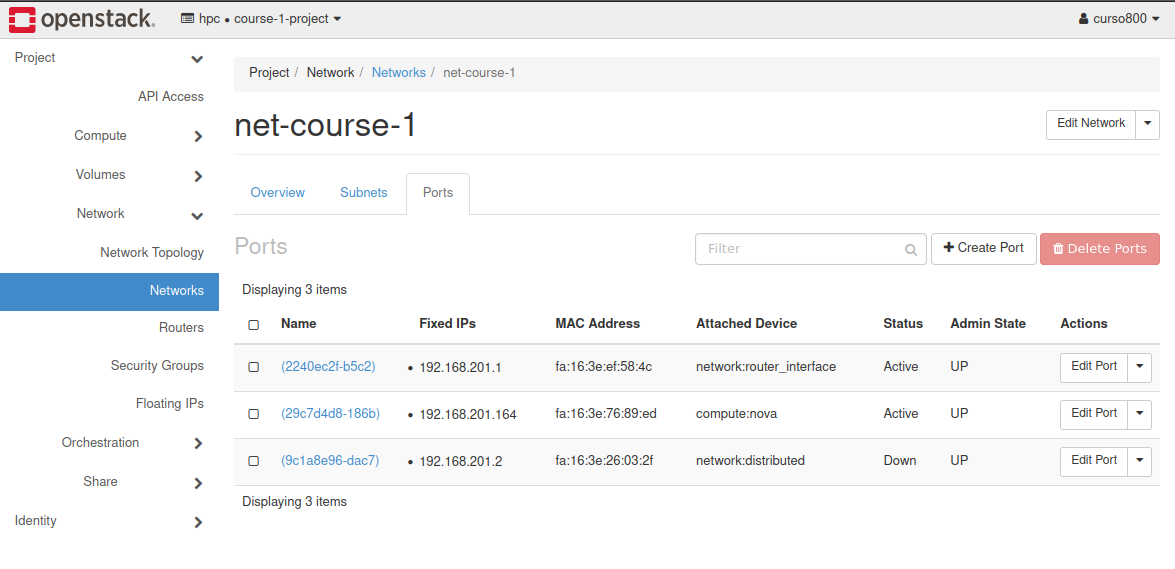 openstack. hpc • course-1-project curso800
Project
API Access
Compute
Volumes
Network
Network Topology
Networks
Routers
Security Groups
Floating IPs
Orchestration
Share
Identity
Project / Network / Networks / net-course-1
net-course-1 Edit Network
Overview Subnets Ports
Ports Filter Create Port Delete Ports
Displaying 3 items
Name Fixed IPs MAC Address Attached Device Status Admin State Actions
(2240ec2f-b5c2) • 192.168.201.1 fa:16:3e:ef:58:4c network:router_interface Active UP Edit Port
(29c7d4d8-186b) • 192.168.201.164 fa:16:3e:76:89:ed compute:nova Active UP Edit Port
(9c1a8e96-dac7) • 192.168.201.2 fa:16:3e:26:03:2f network:distributed Down UP Edit Port
Displaying 3 items